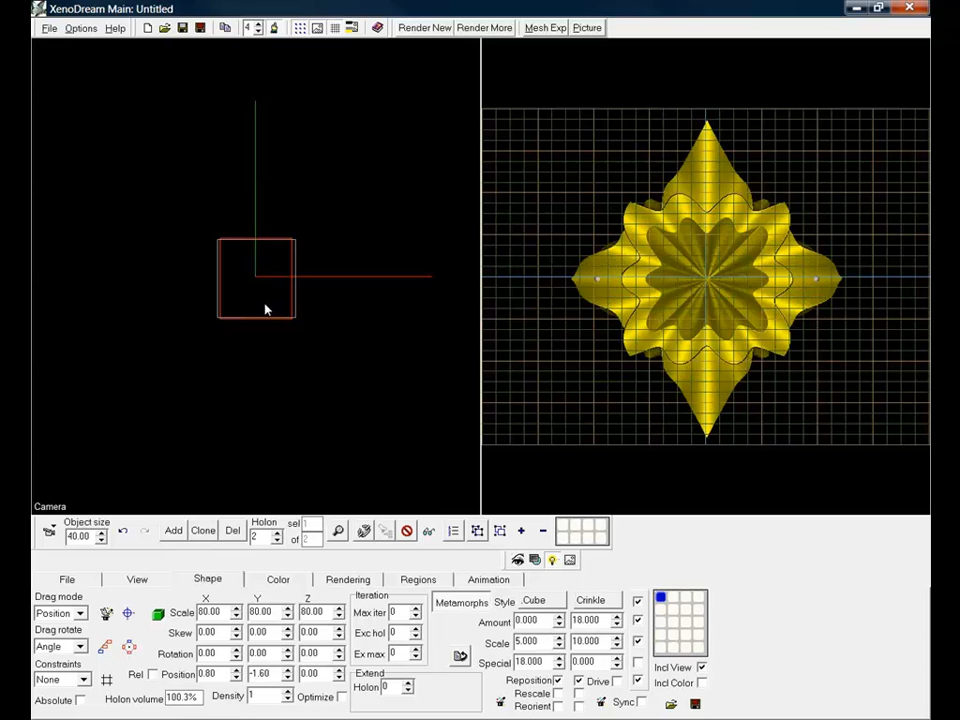 XenoDream Main: Untitled
File Options Help 4 Render New Render More Mesh Exp Picture
Camera
Object size Holon sel 1
40.00 Add Clone Del 2 of 2
File View Shape Color Rendering Regions Animation
Drag mode X Y Z Iteration Metamorphs Style .Cube Crinkle
Position Scale 80.00 80.00 80.00 Max iter 0 Amount 0.000 18.000
Drag rotate Skew 0.00 0.00 0.00 Exc hol 0 Scale 5.000 10.000
Angle Rotation 0.00 0.00 0.00 Ex max 0 Special 18.000 0.000
Constraints Rel Position 0.80 -1.60 0.00 Extend Reposition Drive Incl View
None Holon 0 Rescale Incl Color
Absolute Holon volume 100.3% Density 1 Optimize Reorient Sync